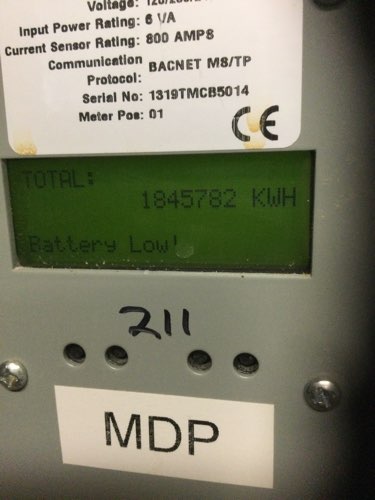 Voltage:
Input Power Rating: 6 VA
Current Sensor Rating: 800 AMPS
Communication
Protocol: BACNET MS/TP
Serial No: 1319TMCB5014
Meter Pos: 01
CE
TOTAL:
1845782 KWH
Battery Low!
211
MDP